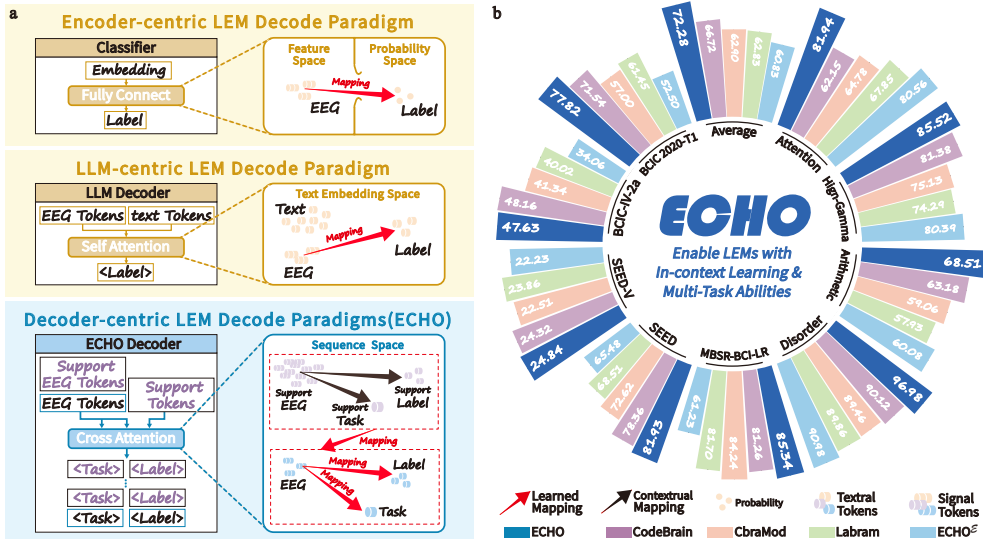 a
Encoder-centric LEM Decode Paradigm
Classifier
Embedding
Fully Connect
Label
Feature
Space
Probability
Space
Mapping
EEG
Label
LLM-centric LEM Decode Paradigm
LLM Decoder
EEG Tokens
text Tokens
Self Attention
<Label>
Text Embedding Space
Text
Mapping
Label
EEG
Decoder-centric LEM Decode Paradigms(ECHO)
ECHO Decoder
Support
EEG Tokens
Support
Tokens
EEG Tokens
Cross Attention
<Task> <Label>
<Task> <Label>
<Task> <Label>
Sequence Space
Support
EEG
Support
Label
Support
Task
Mapping
Mapping
Label
Mapping
EEG
Task
b
Average
72.28
66.72
62.90
62.83
60.83
Attention
81.94
62.15
64.78
67.85
80.56
Hign-Gamma
85.52
81.38
75.13
74.29
80.39
Arithmetic
68.51
63.18
59.06
57.93
60.08
Disorder
96.98
90.12
89.46
89.86
90.98
MBSR-BCI-LR
85.34
81.26
84.24
81.70
61.23
SEED
81.93
78.36
72.62
68.51
65.48
SEED-V
24.84
24.32
22.51
23.86
22.23
BCIC-IV-2a
47.63
48.16
41.34
40.02
34.06
BCIC 2020-T1
77.82
71.54
57.00
61.45
52.50
ECHO
Enable LEMs with
In-context Learning &
Multi-Task Abilities
Learned
Mapping
Contextrual
Mapping
Probability
Textral
Tokens
Signal
Tokens
ECHO
CodeBrain
CbraMod
Labram
ECHO^ℰ